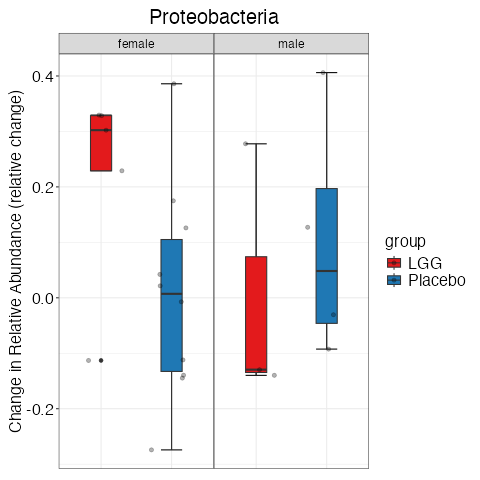 Proteobacteria
female male
Change in Relative Abundance (relative change)
0.4
0.2
0.0
-0.2
group
LGG
Placebo